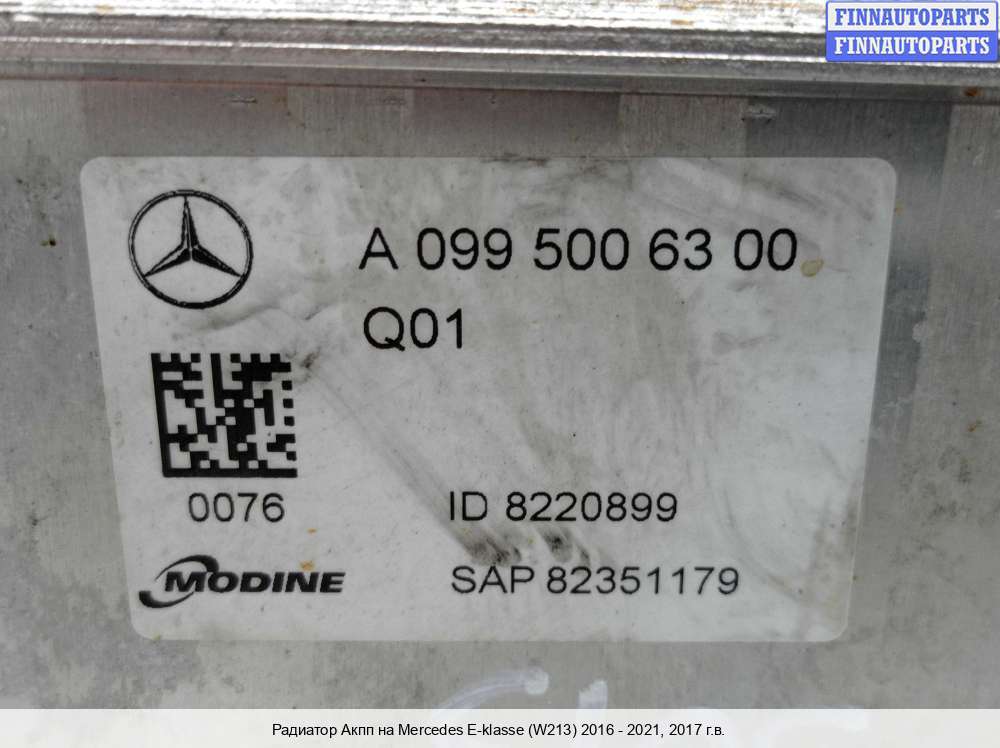 FINNAUTOPARTS
FINNAUTOPARTS
A 099 500 63 00
Q01
0076
ID 8220899
MODINE
SAP 82351179
Радиатор Акпп на Mercedes E-klasse (W213) 2016 - 2021, 2017 г.в.